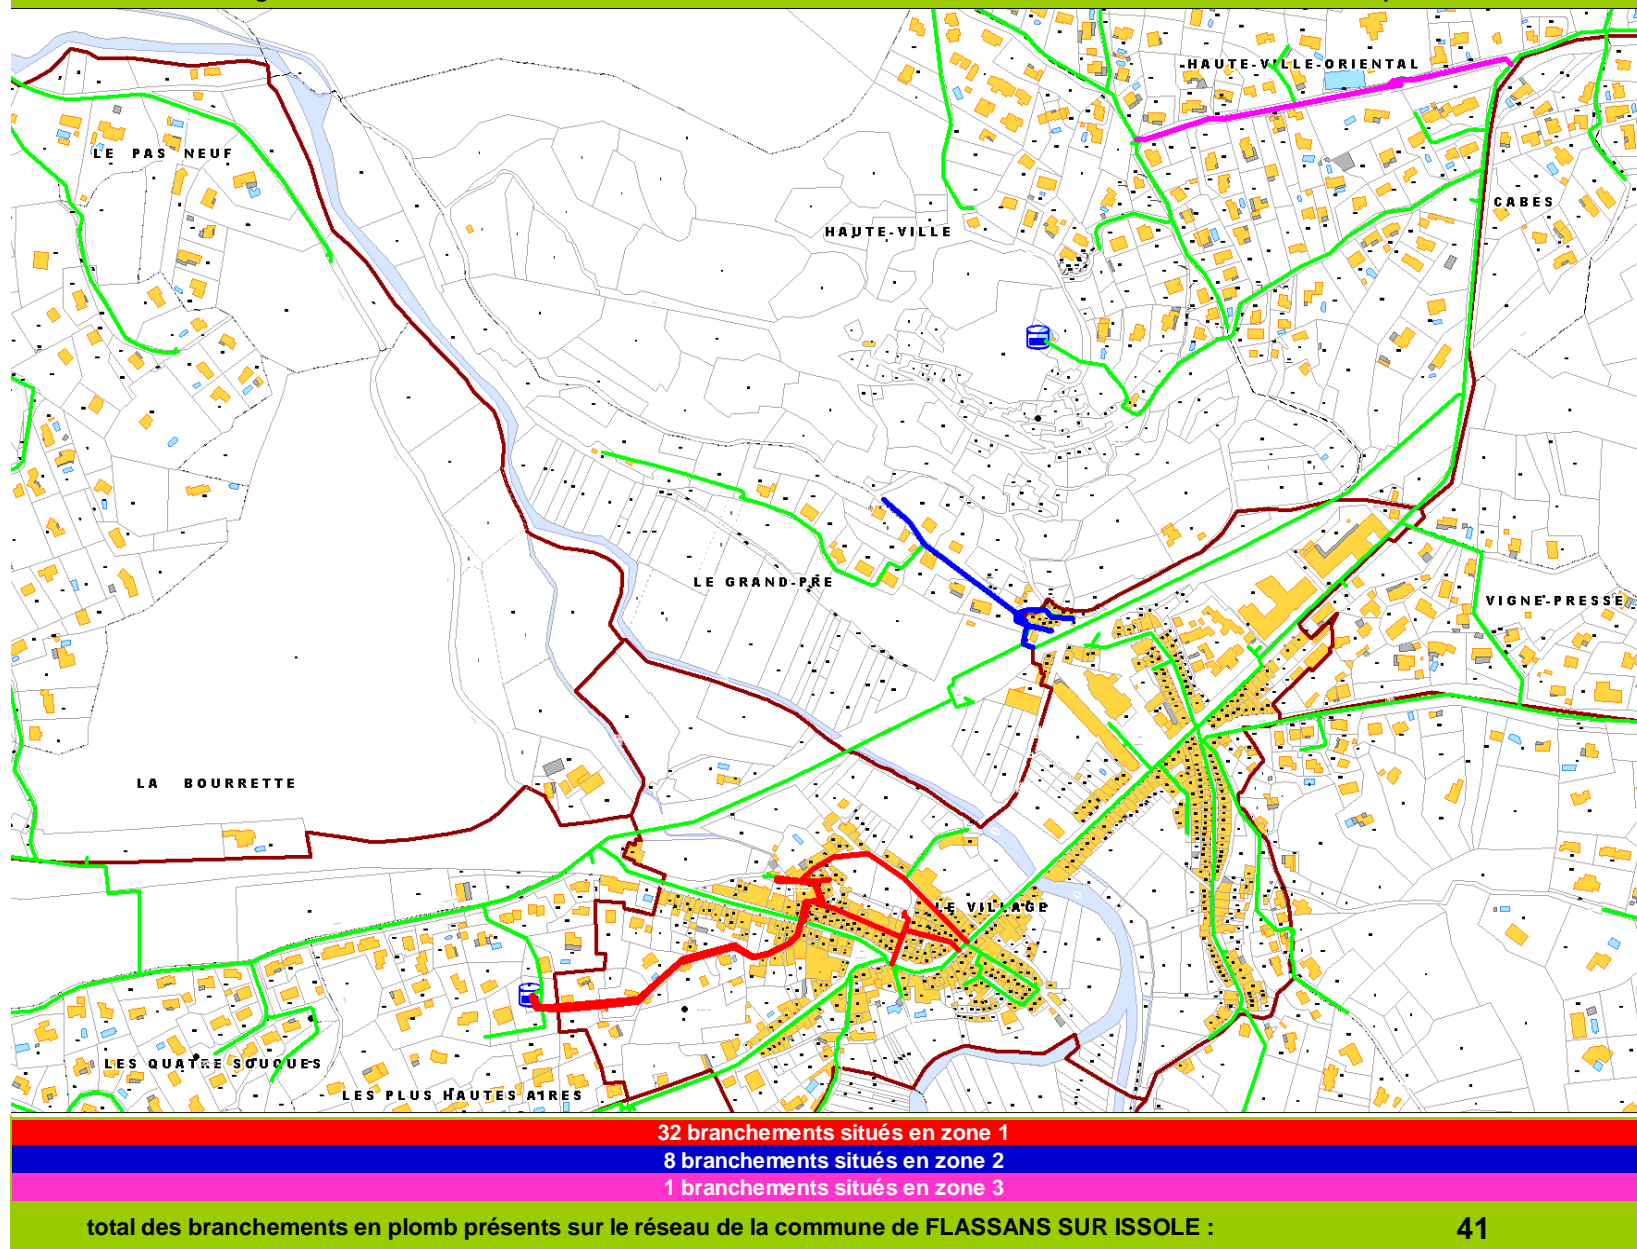 HAUTE-VILLE-ORIENTAL
LE PAS NEUF
CABES
HAUTE-VILLE
LE GRAND-PRE
VIGNE-PRESSE
LA BOURRETTE
LE VILLAGE
LES QUATRE SOUQUES
LES PLUS HAUTES AIRES
32 branchements situés en zone 1
8 branchements situés en zone 2
1 branchements situés en zone 3
total des branchements en plomb présents sur le réseau de la commune de FLASSANS SUR ISSOLE : 41